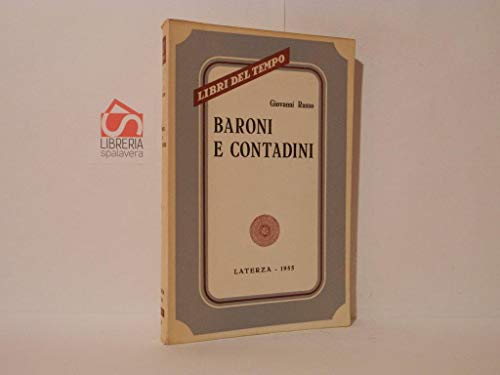 LIBRI DEL TEMPO
Giovanni Russo
BARONI
E CONTADINI
LATERZA - 1955
LIBRERIA
spalavera